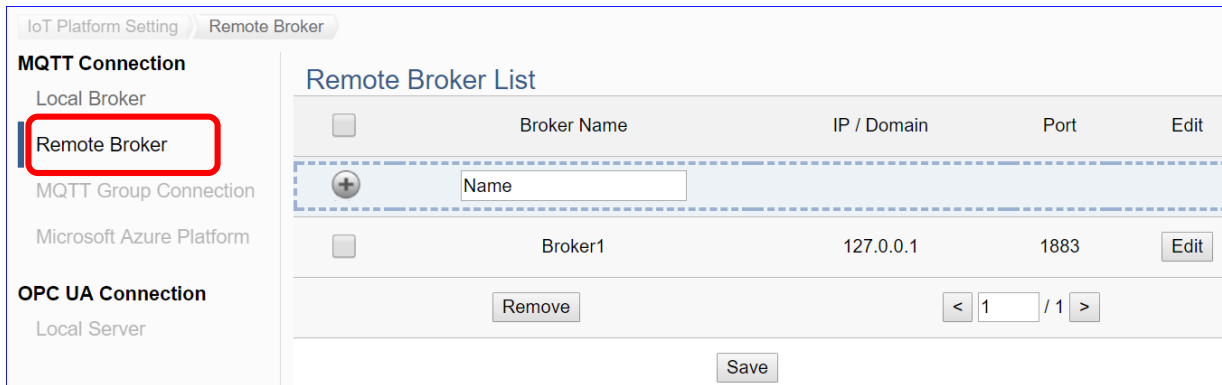 IoT Platform Setting Remote Broker
MQTT Connection
Local Broker
Remote Broker
MQTT Group Connection
Microsoft Azure Platform
OPC UA Connection
Local Server
Remote Broker List
Broker Name IP / Domain Port Edit
Name
Broker1 127.0.0.1 1883 Edit
Remove < 1 / 1 >
Save